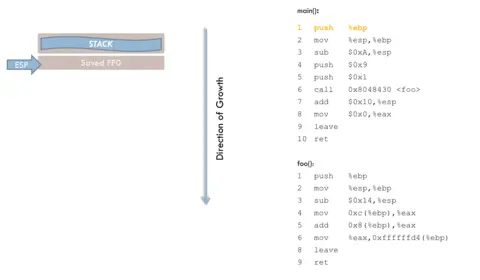 STACK
ESP
Saved FP0
Direction of Growth
main():
1 push %ebp
2 mov %esp,%ebp
3 sub $0xA,%esp
4 push $0x9
5 push $0x1
6 call 0x8048430 <foo>
7 add $0x10,%esp
8 mov $0x0,%eax
9 leave
10 ret
foo():
1 push %ebp
2 mov %esp,%ebp
3 sub $0x14,%esp
4 mov 0xc(%ebp),%eax
5 add 0x8(%ebp),%eax
6 mov %eax,0xffffffd4(%ebp)
8 leave
9 ret